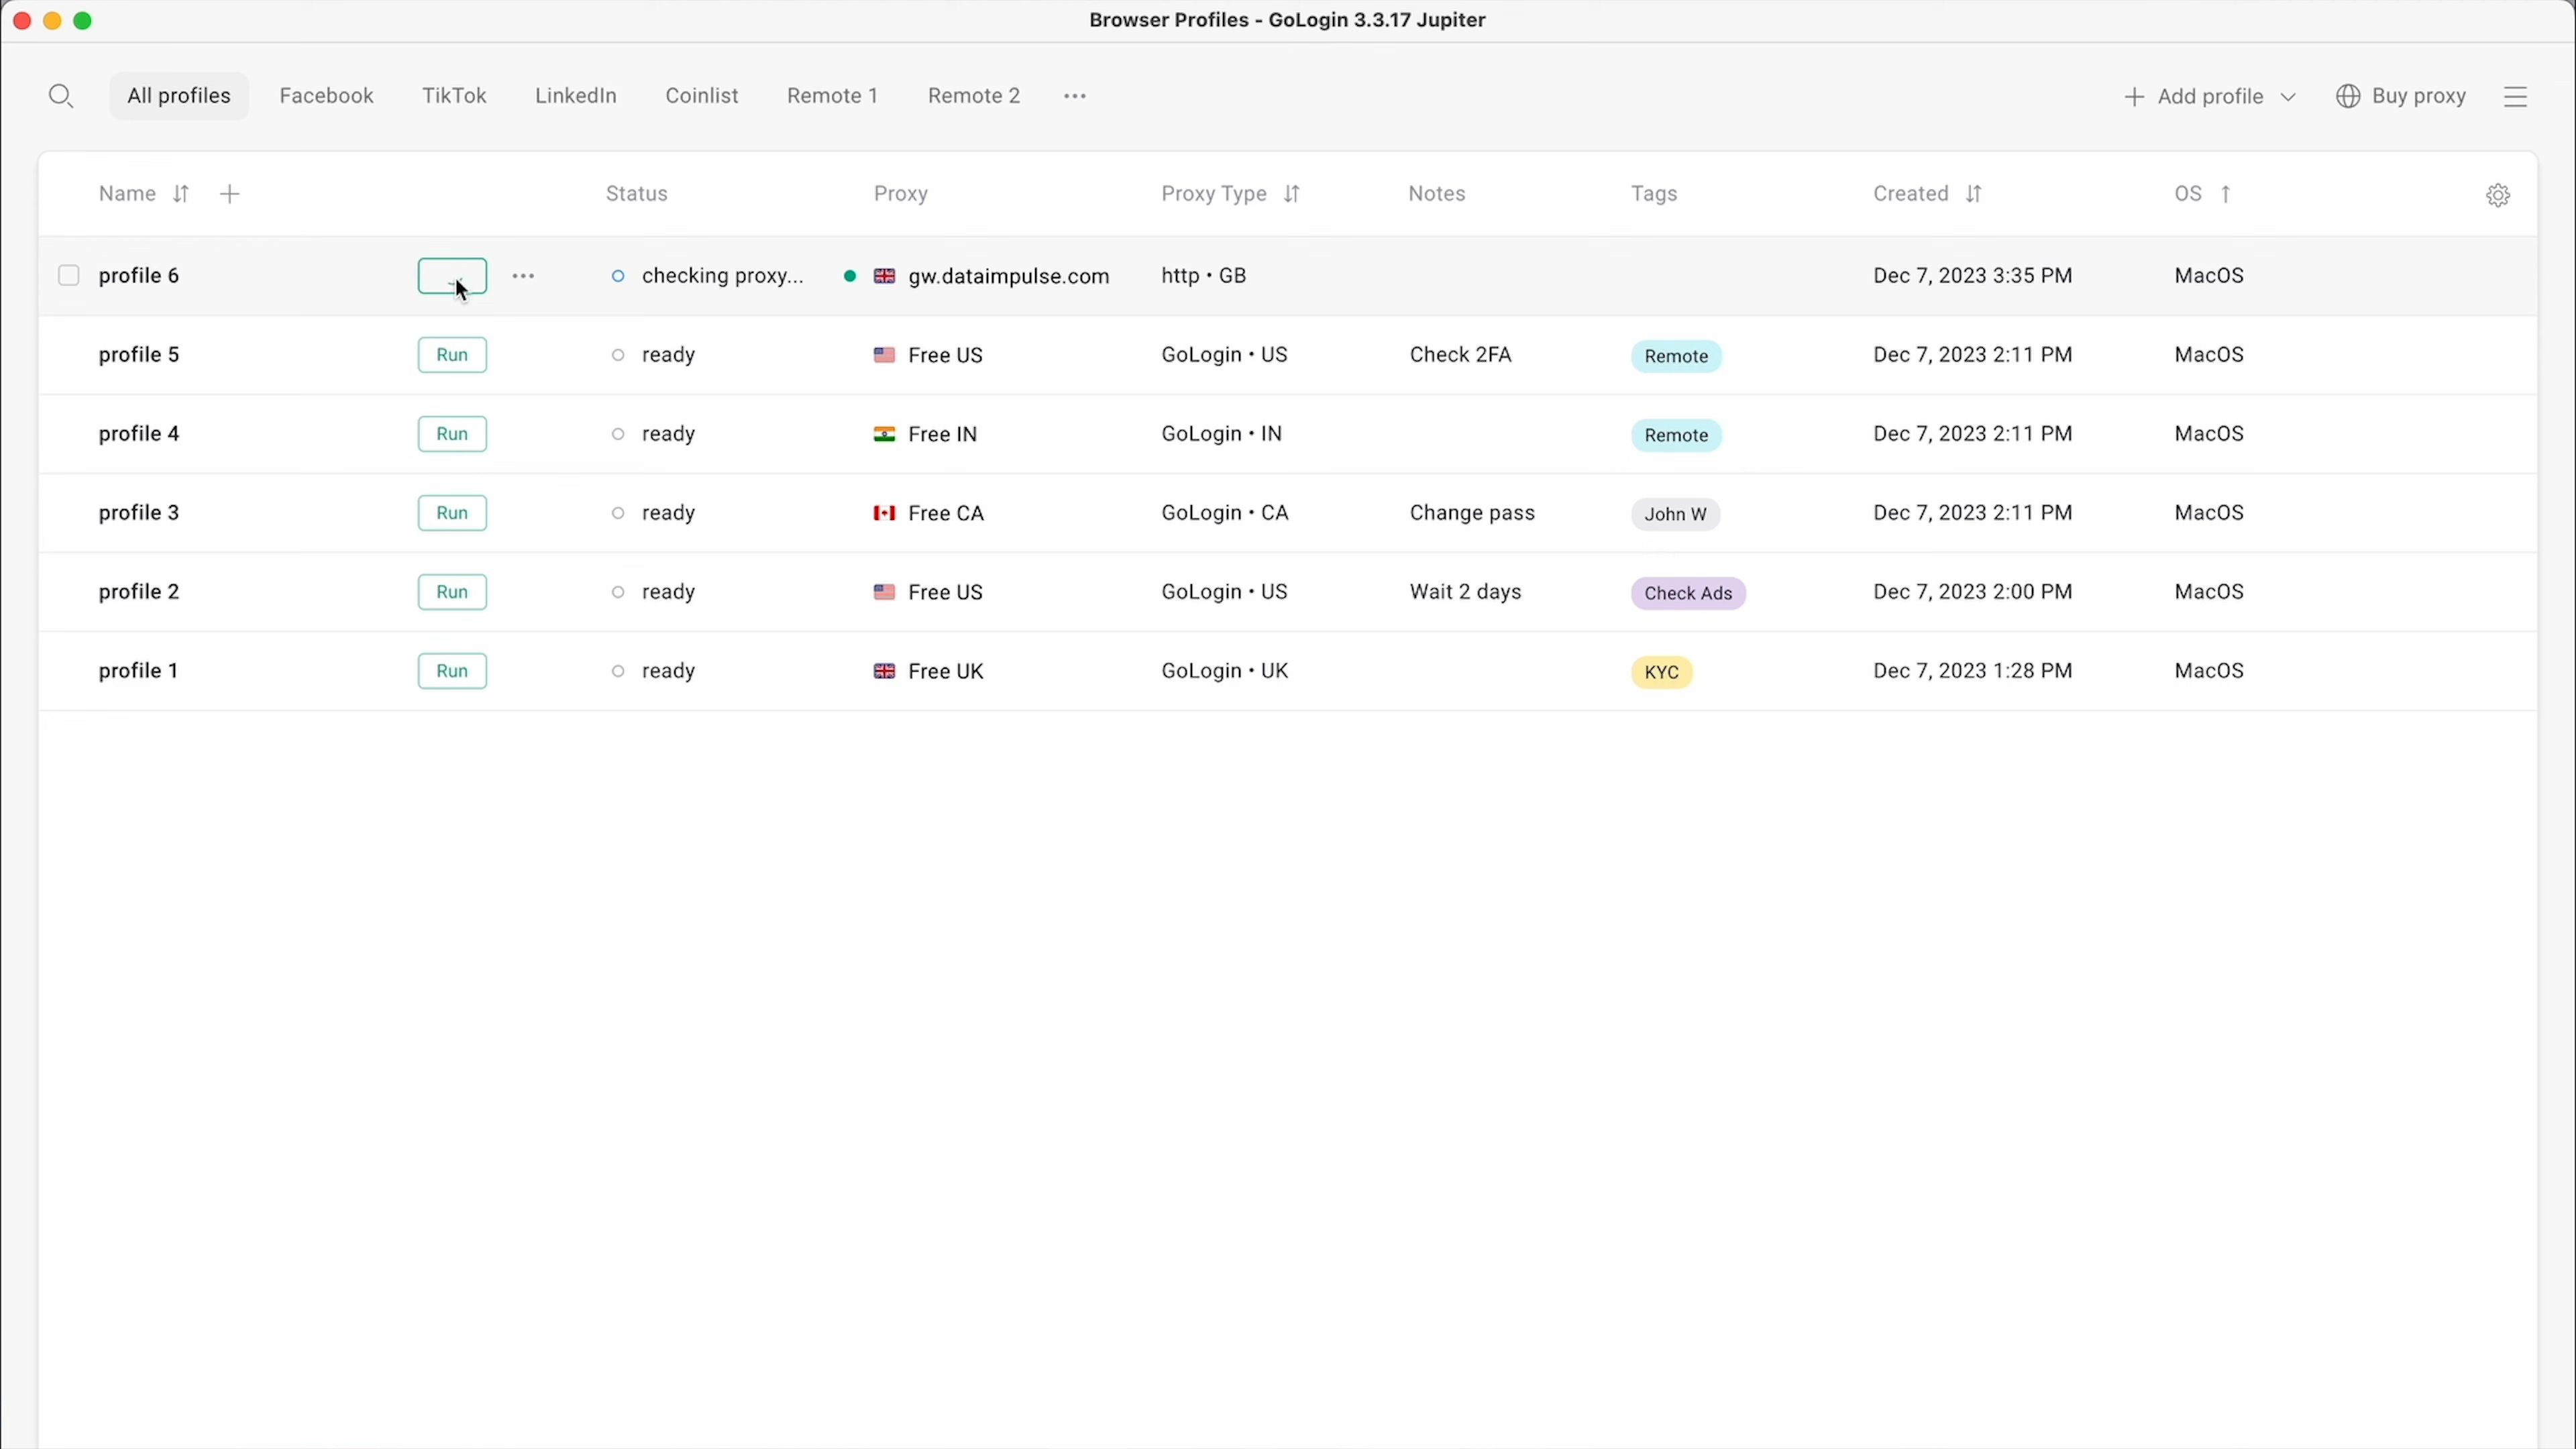 Browser Profiles - GoLogin 3.3.17 Jupiter
All profiles Facebook TikTok LinkedIn Coinlist Remote 1 Remote 2 ··· Add profile Buy proxy
Name Status Proxy Proxy Type Notes Tags Created OS
profile 6 ··· checking proxy... gw.dataimpulse.com http • GB Dec 7, 2023 3:35 PM MacOS
profile 5 Run ready Free US GoLogin • US Check 2FA Remote Dec 7, 2023 2:11 PM MacOS
profile 4 Run ready Free IN GoLogin • IN Remote Dec 7, 2023 2:11 PM MacOS
profile 3 Run ready Free CA GoLogin • CA Change pass John W Dec 7, 2023 2:11 PM MacOS
profile 2 Run ready Free US GoLogin • US Wait 2 days Check Ads Dec 7, 2023 2:00 PM MacOS
profile 1 Run ready Free UK GoLogin • UK KYC Dec 7, 2023 1:28 PM MacOS